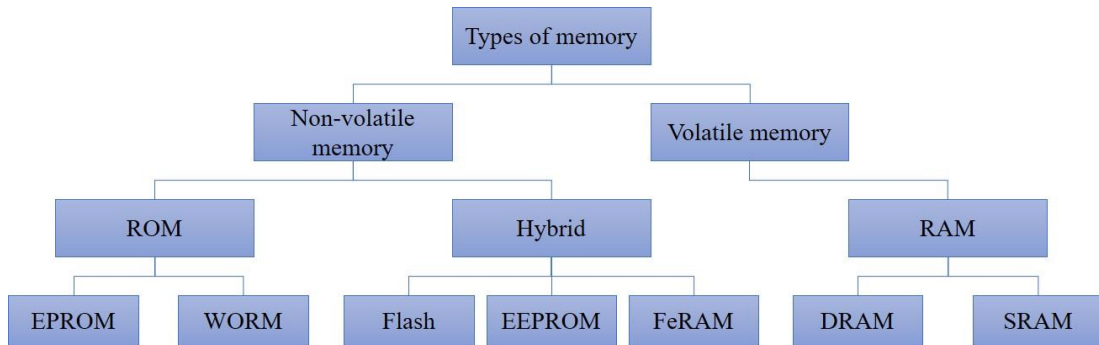 Types of memory
Non-volatile
memory
Volatile memory
ROM
Hybrid
RAM
EPROM
WORM
Flash
EEPROM
FeRAM
DRAM
SRAM